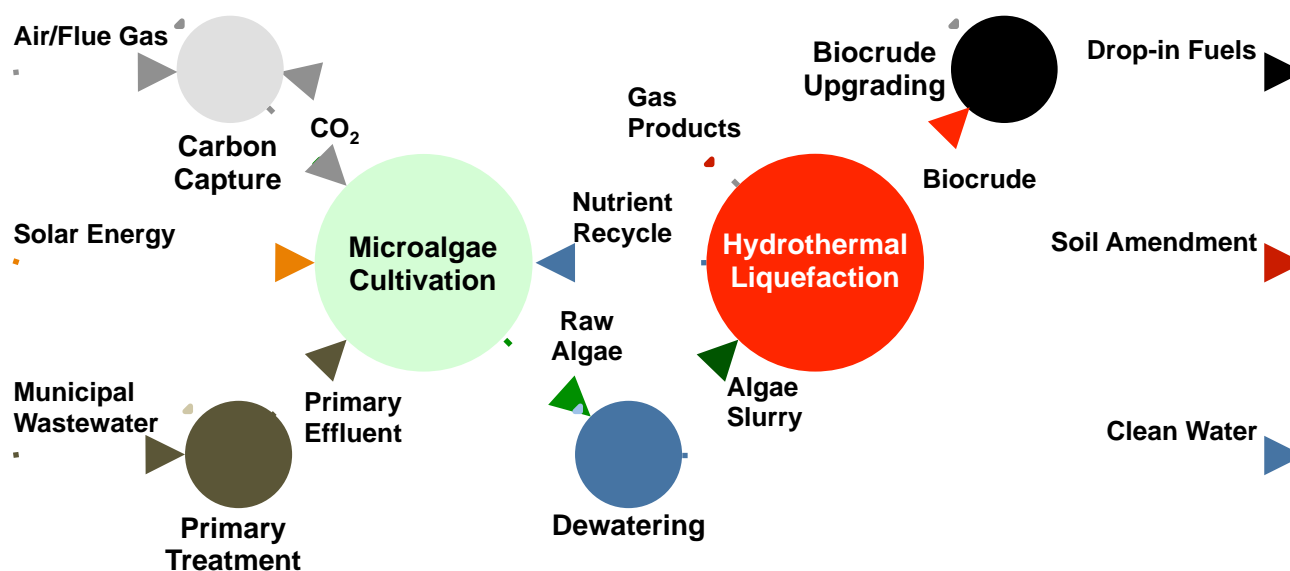 Air/Flue Gas
Carbon
Capture
CO₂
Solar Energy
Microalgae
Cultivation
Municipal
Wastewater
Primary
Treatment
Primary
Effluent
Nutrient
Recycle
Raw
Algae
Dewatering
Algae
Slurry
Gas
Products
Hydrothermal
Liquefaction
Biocrude
Upgrading
Biocrude
Drop-in Fuels
Soil Amendment
Clean Water